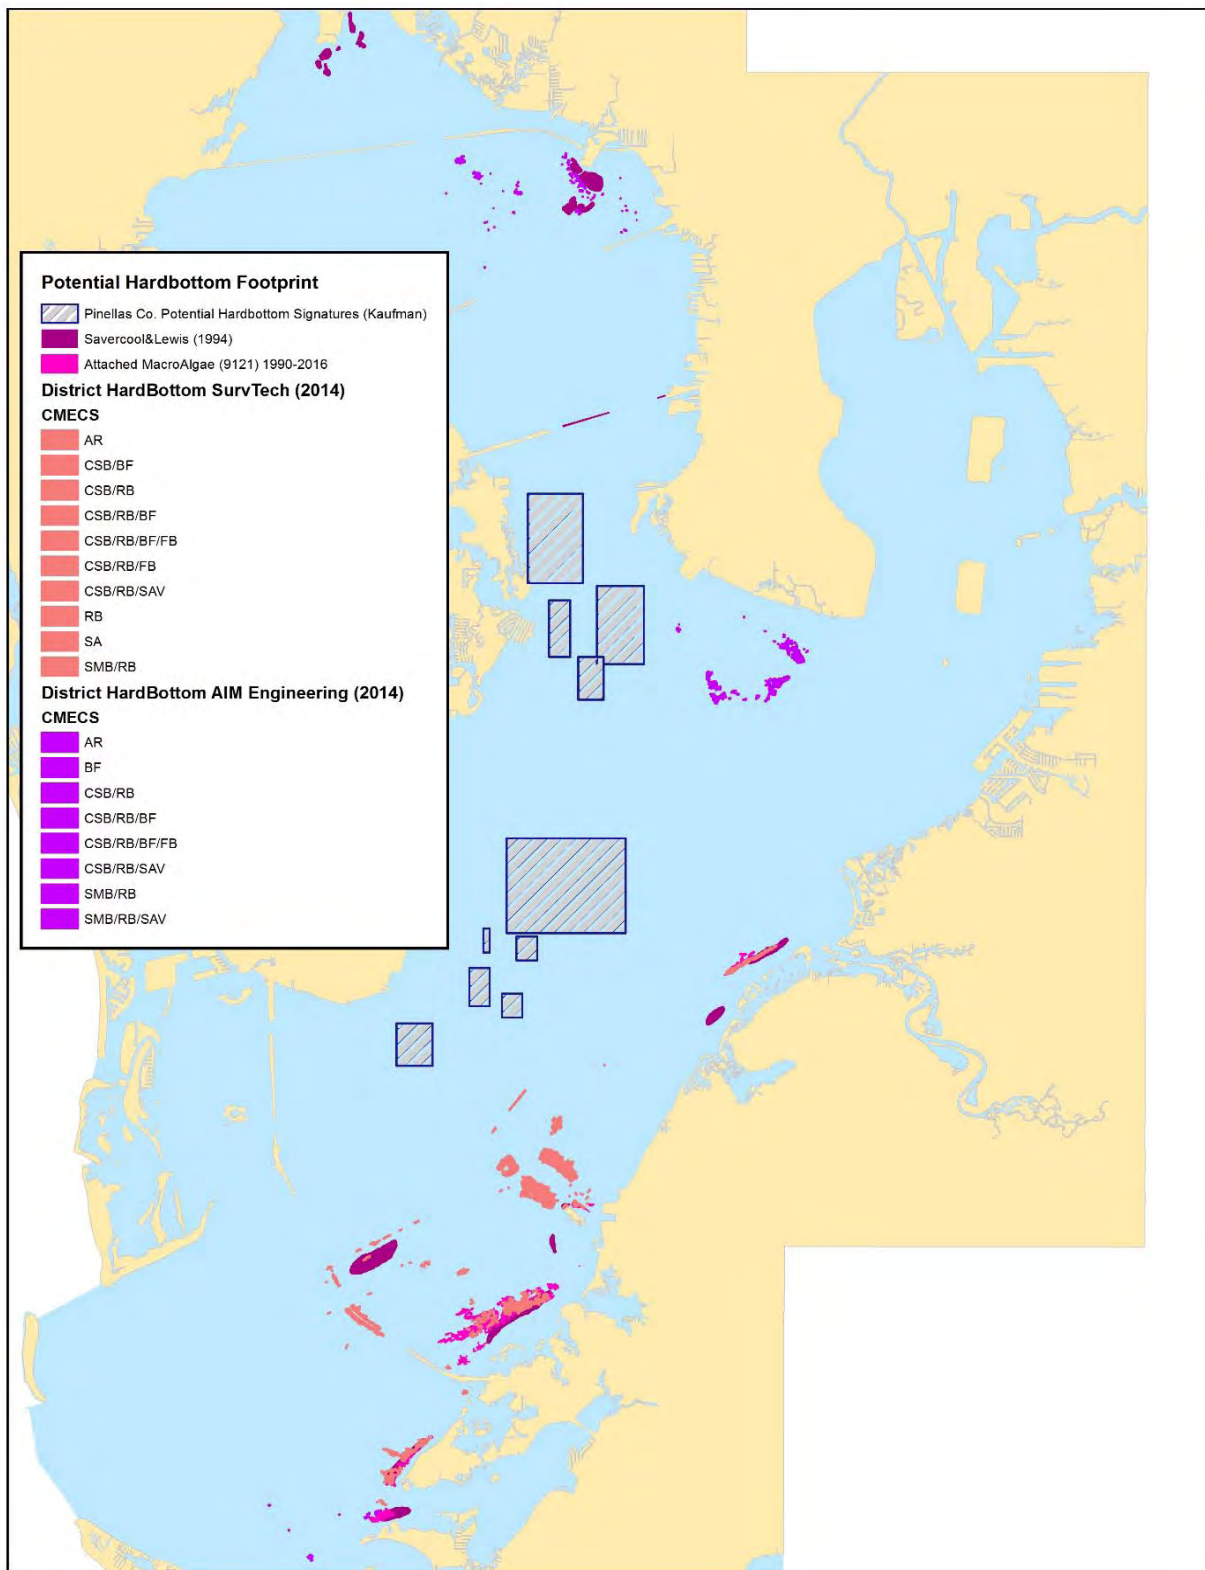 Potential Hardbottom Footprint
Pinellas Co. Potential Hardbottom Signatures (Kaufman)
Savercool&Lewis (1994)
Attached MacroAlgae (9121) 1990-2016
District HardBottom SurvTech (2014)
CMECS
AR
CSB/BF
CSB/RB
CSB/RB/BF
CSB/RB/BF/FB
CSB/RB/FB
CSB/RB/SAV
RB
SA
SMB/RB
District HardBottom AIM Engineering (2014)
CMECS
AR
BF
CSB/RB
CSB/RB/BF
CSB/RB/BF/FB
CSB/RB/SAV
SMB/RB
SMB/RB/SAV